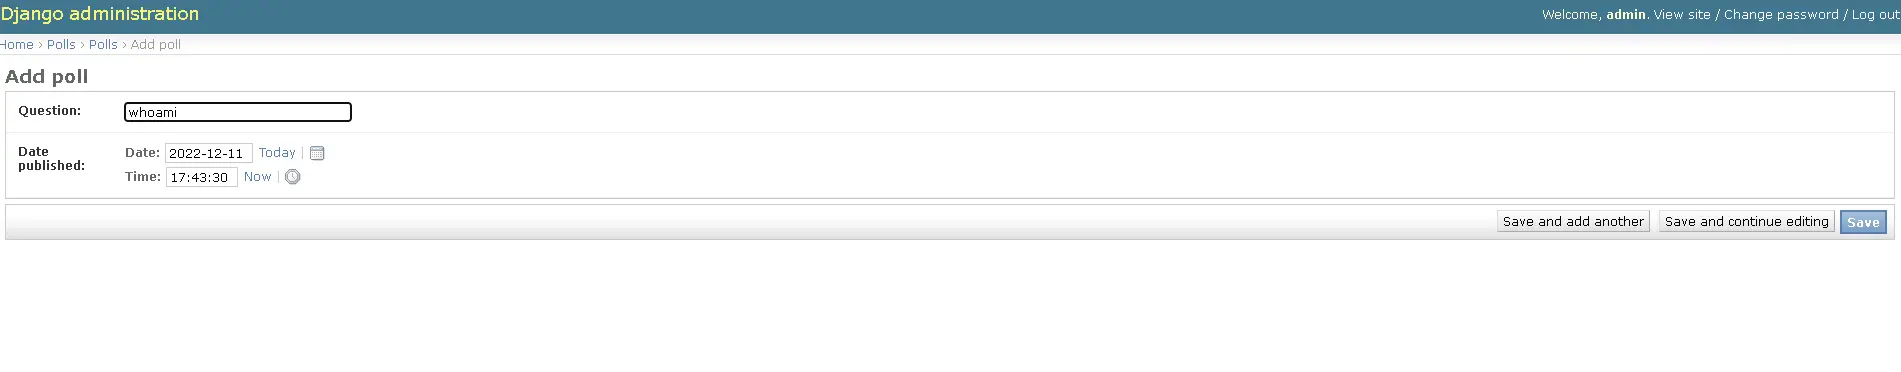 Django administration
Welcome, admin. View site / Change password / Log out
Home › Polls › Polls › Add poll
Add poll
Question: whoami
Date published:
Date: 2022-12-11 Today |
Time: 17:43:30 Now |
Save and add another Save and continue editing Save